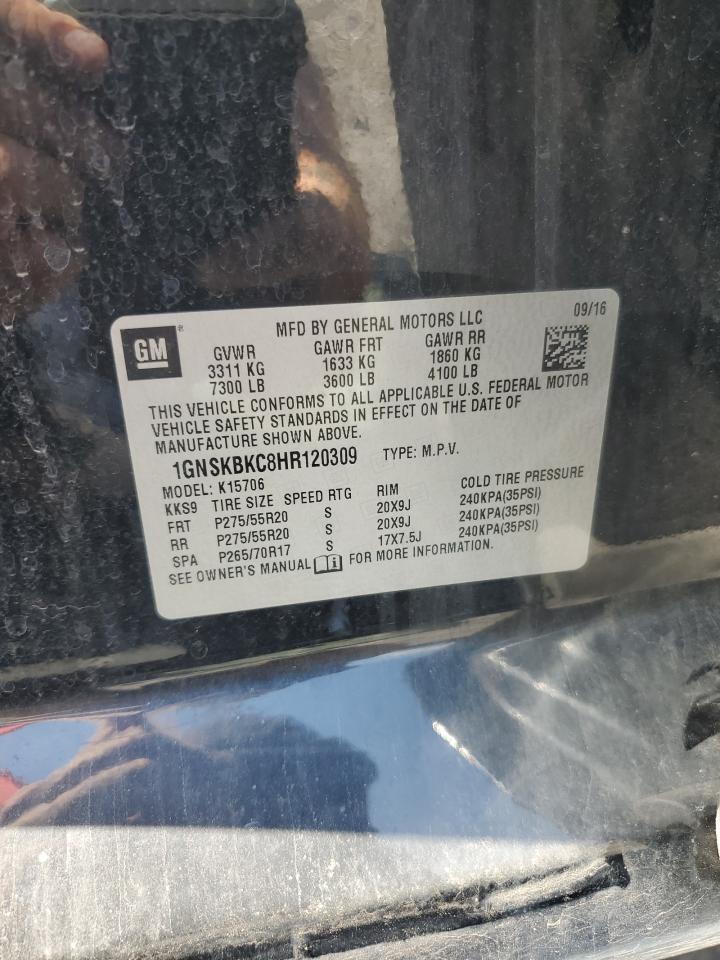 MFD BY GENERAL MOTORS LLC 09/16
GM®
GVWR GAWR FRT GAWR RR
3311 KG 1633 KG 1860 KG
7300 LB 3600 LB 4100 LB
THIS VEHICLE CONFORMS TO ALL APPLICABLE U.S. FEDERAL MOTOR
VEHICLE SAFETY STANDARDS IN EFFECT ON THE DATE OF
MANUFACTURE SHOWN ABOVE.
1GNSKBKC8HR120309 TYPE: M.P.V.
MODEL: K15706
KKS9 TIRE SIZE SPEED RTG RIM COLD TIRE PRESSURE
FRT P275/55R20 S 20X9J 240KPA(35PSI)
RR P275/55R20 S 20X9J 240KPA(35PSI)
SPA P265/70R17 S 17X7.5J 240KPA(35PSI)
SEE OWNER'S MANUAL FOR MORE INFORMATION.